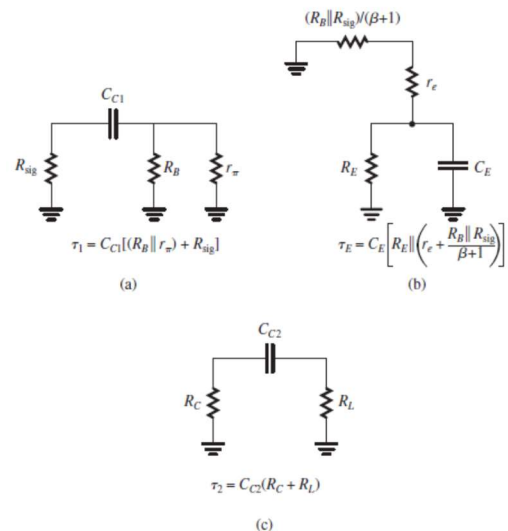 (R_B||R_sig)/(β+1)
C_C1
r_e
R_sig
R_B
r_π
R_E
C_E
τ_1 = C_C1[(R_B||r_π) + R_sig]
τ_E = C_E[R_E||(r_e + R_B||R_sig/β+1)]
(a)
(b)
C_C2
R_C
R_L
τ_2 = C_C2(R_C + R_L)
(c)